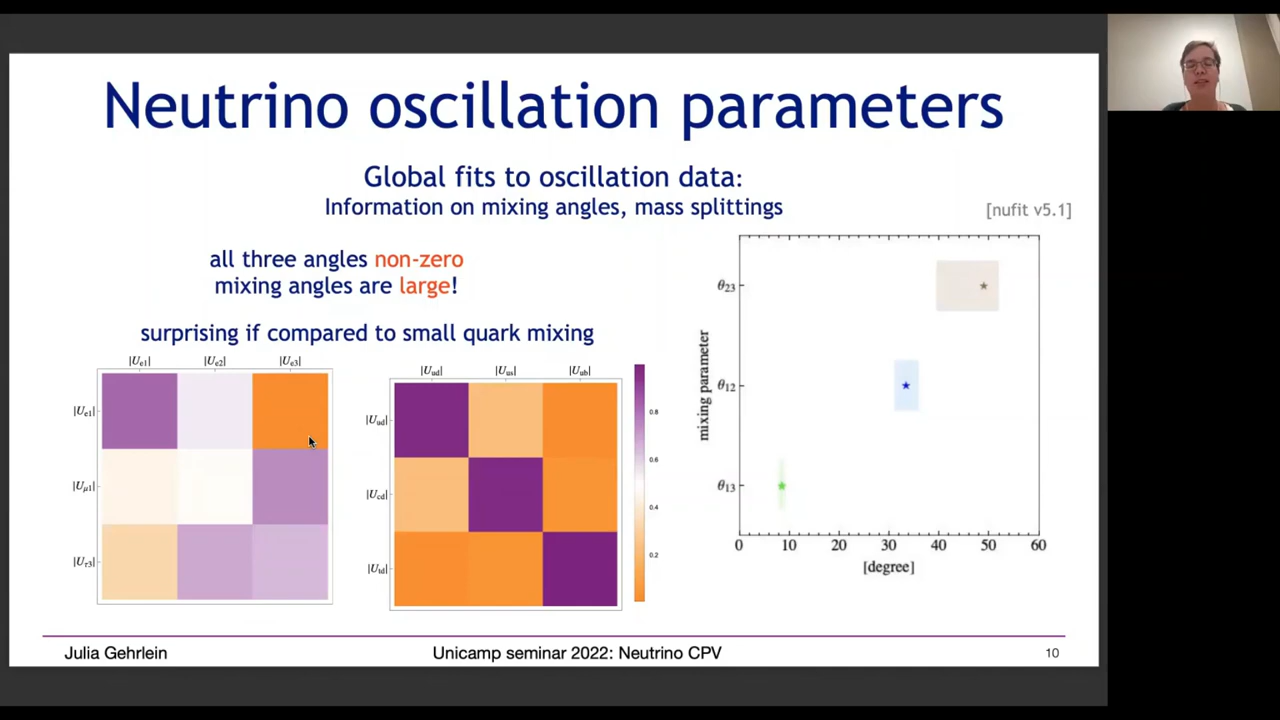 Neutrino oscillation parameters
Global fits to oscillation data:
Information on mixing angles, mass splittings
[nufit v5.1]
all three angles non-zero
mixing angles are large!
surprising if compared to small quark mixing
|Ue1| |Ue2| |Ue3|
|Ue1|
|Uμ1|
|Uτ3|
|Uud| |Uus| |Uub|
|Uud|
|Ucd|
|Utd|
0.8
0.6
0.4
0.2
mixing parameter
θ23
θ12
θ13
0 10 20 30 40 50 60
[degree]
Julia Gehrlein
Unicamp seminar 2022: Neutrino CPV
10